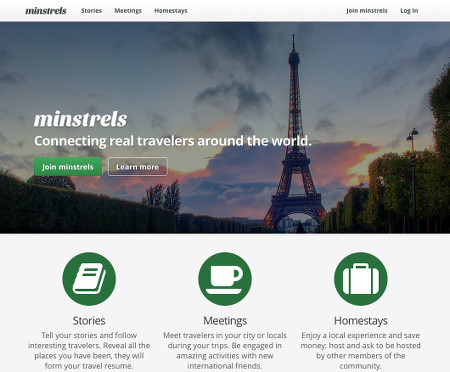 minstrels Stories Meetings Homestays Join minstrels Log In
minstrels
Connecting real travelers around the world.
Join minstrels Learn more
Stories
Tell your stories and follow
interesting travelers. Reveal all the
places you have been, they will
form your travel resume.
Meetings
Meet travelers in your city or locals
during your trips. Be engaged in
amazing activities with new
international friends.
Homestays
Enjoy a local experience and save
money: host and ask to be hosted
by other members of the
community.